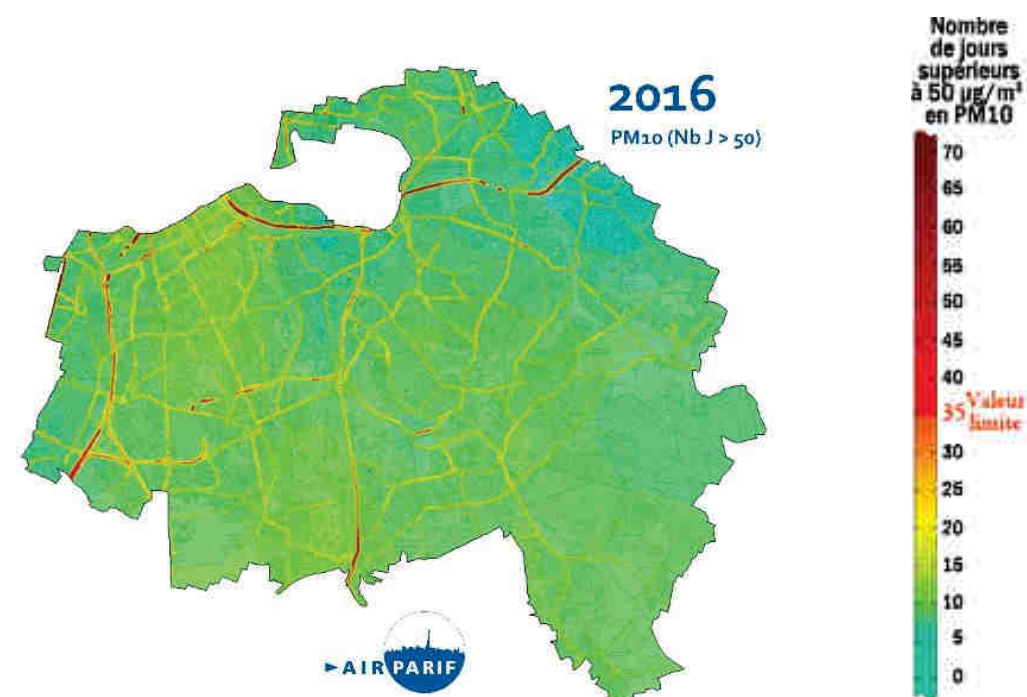 2016
PM10 (Nb J > 50)
Nombre
de jours
supérieurs
à 50 µg/m³
en PM10
70
65
60
55
50
45
40
35 Valeur
limite
30
25
20
15
10
5
0
AIRPARIF